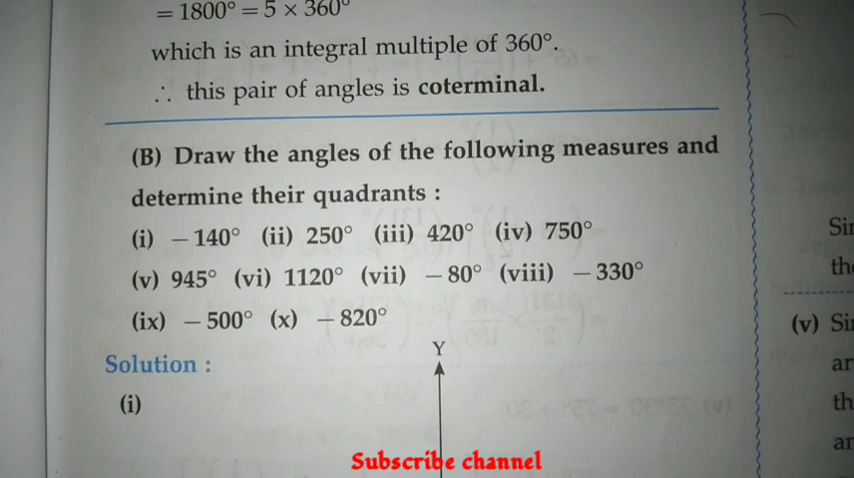 = 1800° = 5 × 360°
which is an integral multiple of 360°.
∴ this pair of angles is coterminal.
(B) Draw the angles of the following measures and
determine their quadrants :
(i) – 140° (ii) 250° (iii) 420° (iv) 750°
(v) 945° (vi) 1120° (vii) – 80° (viii) – 330°
(ix) – 500° (x) – 820°
Solution :
(i)
Y
Subscribe channel
(v)